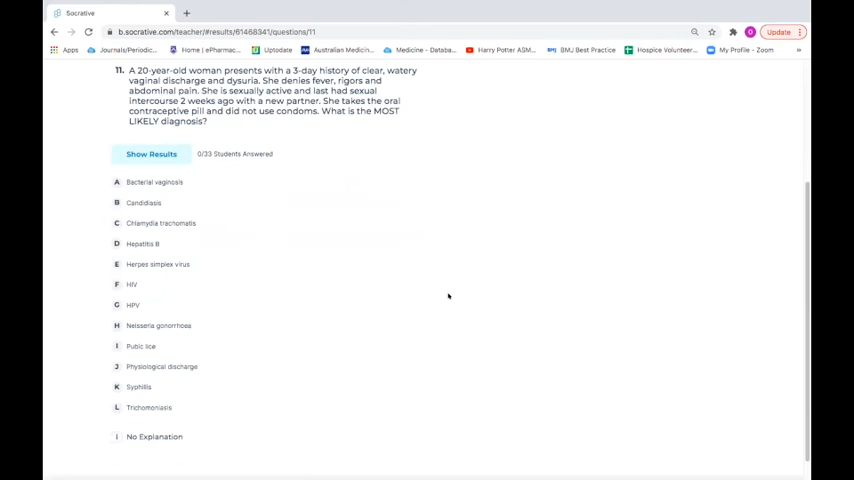 Socrative
b.socrative.com/teacher/#results/61468341/questions/11
Update
Apps
Journals/Periodic...
Home | ePharmac...
Uptodate
Australian Medicin...
Medicine - Databa...
Harry Potter ASM...
BMJ Best Practice
Hospice Volunteer...
My Profile - Zoom
»
11. A 20-year-old woman presents with a 3-day history of clear, watery
vaginal discharge and dysuria. She denies fever, rigors and
abdominal pain. She is sexually active and last had sexual
intercourse 2 weeks ago with a new partner. She takes the oral
contraceptive pill and did not use condoms. What is the MOST
LIKELY diagnosis?
Show Results 0/33 Students Answered
A Bacterial vaginosis
B Candidiasis
C Chlamydia trachomatis
D Hepatitis B
E Herpes simplex virus
F HIV
G HPV
H Neisseria gonorrhoea
I Pubic lice
J Physiological discharge
K Syphilis
L Trichomoniasis
i No Explanation